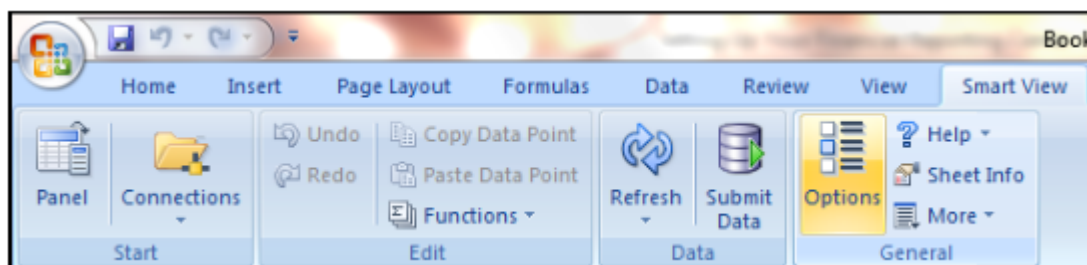 Book
Home Insert Page Layout Formulas Data Review View Smart View
Undo Copy Data Point Help
Redo Paste Data Point Sheet Info
Panel Connections Functions Refresh Submit Data Options More
Start Edit Data General